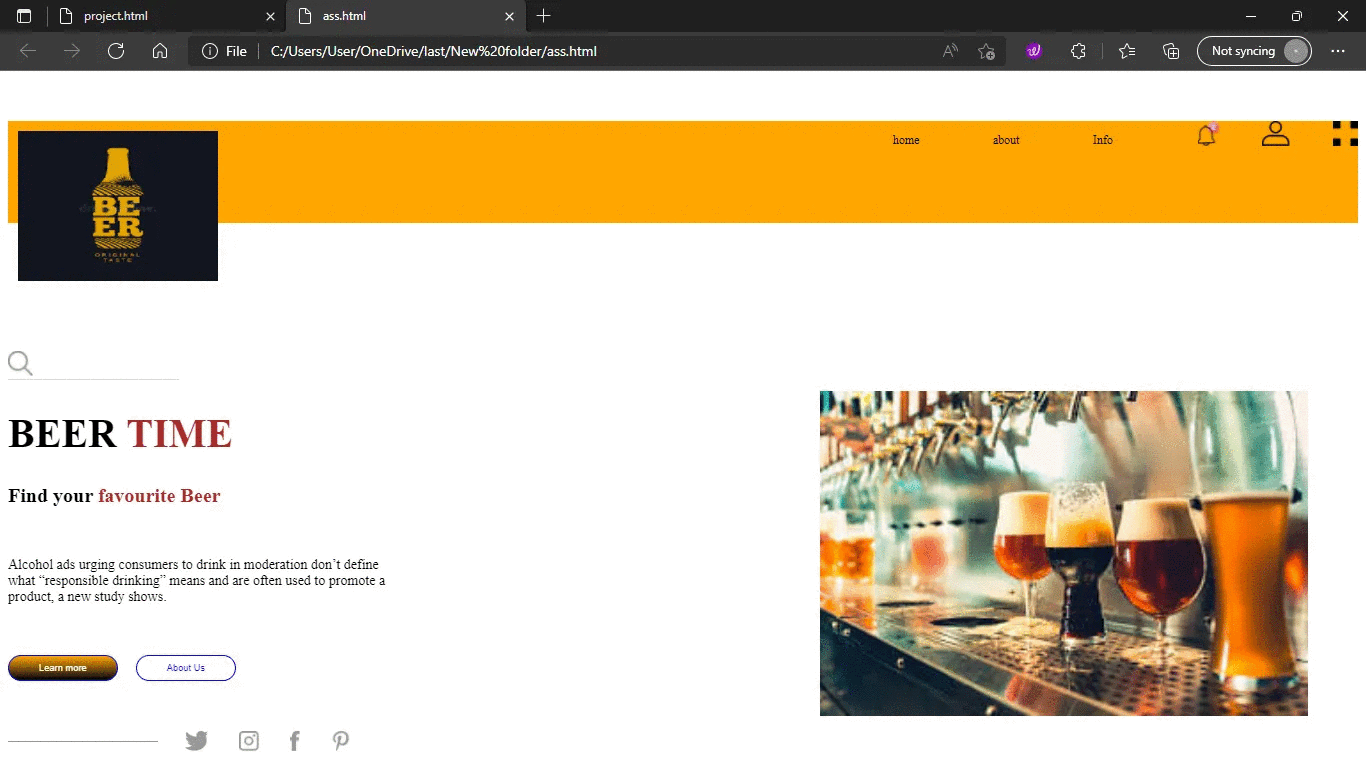 project.html
ass.html
File
C:/Users/User/OneDrive/last/New%20folder/ass.html
Not syncing
home
about
Info
BE
ER
ORIGINAL
TASTE
BEER TIME
Find your favourite Beer
Alcohol ads urging consumers to drink in moderation don’t define
what “responsible drinking” means and are often used to promote a
product, a new study shows.
Learn more
About Us